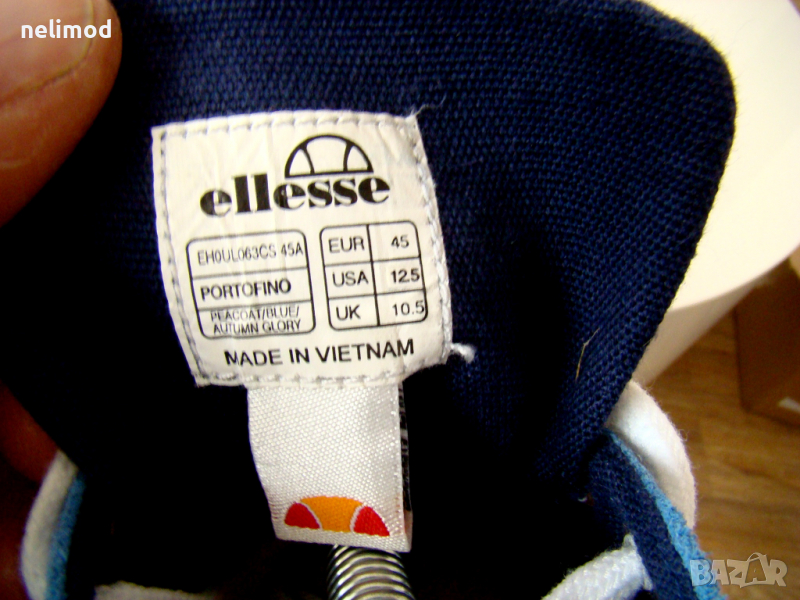 nelimod
ellesse
EH0UL063CS 45A
PORTOFINO
PEACOAT/BLUE/
AUTUMN GLORY
EUR 45
USA 12.5
UK 10.5
MADE IN VIETNAM
BAZAR